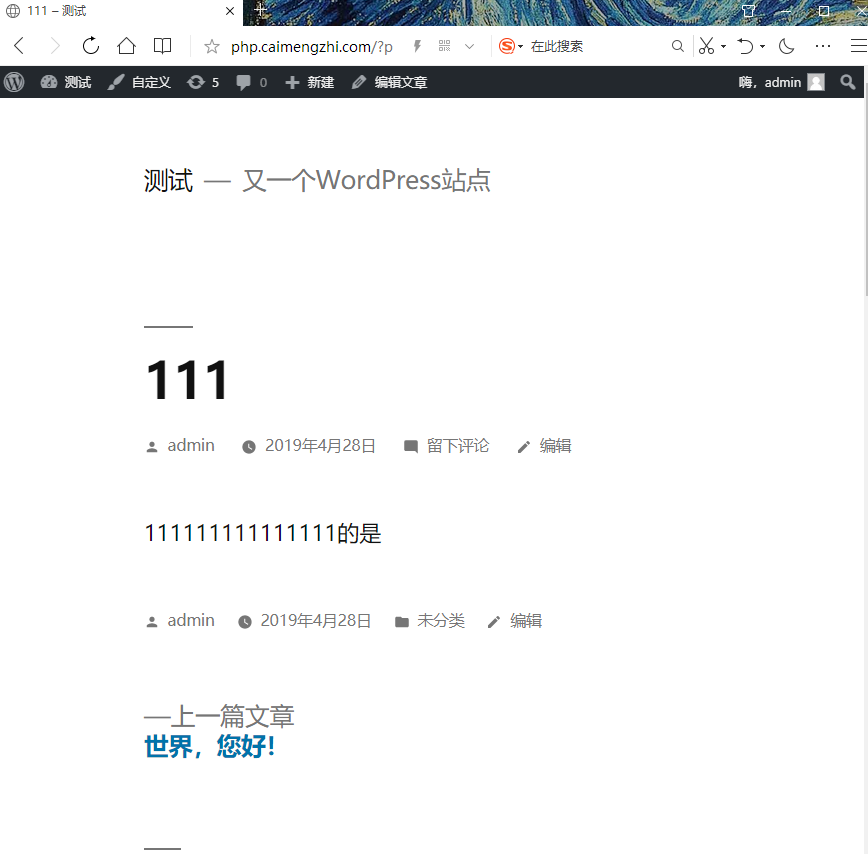 111 – 测试
php.caimengzhi.com/?p 在此搜索
测试 自定义 5 0 新建 编辑文章 嗨，admin
测试 — 又一个WordPress站点
111
admin 2019年4月28日 留下评论 编辑
111111111111111的是
admin 2019年4月28日 未分类 编辑
—上一篇文章
世界，您好！